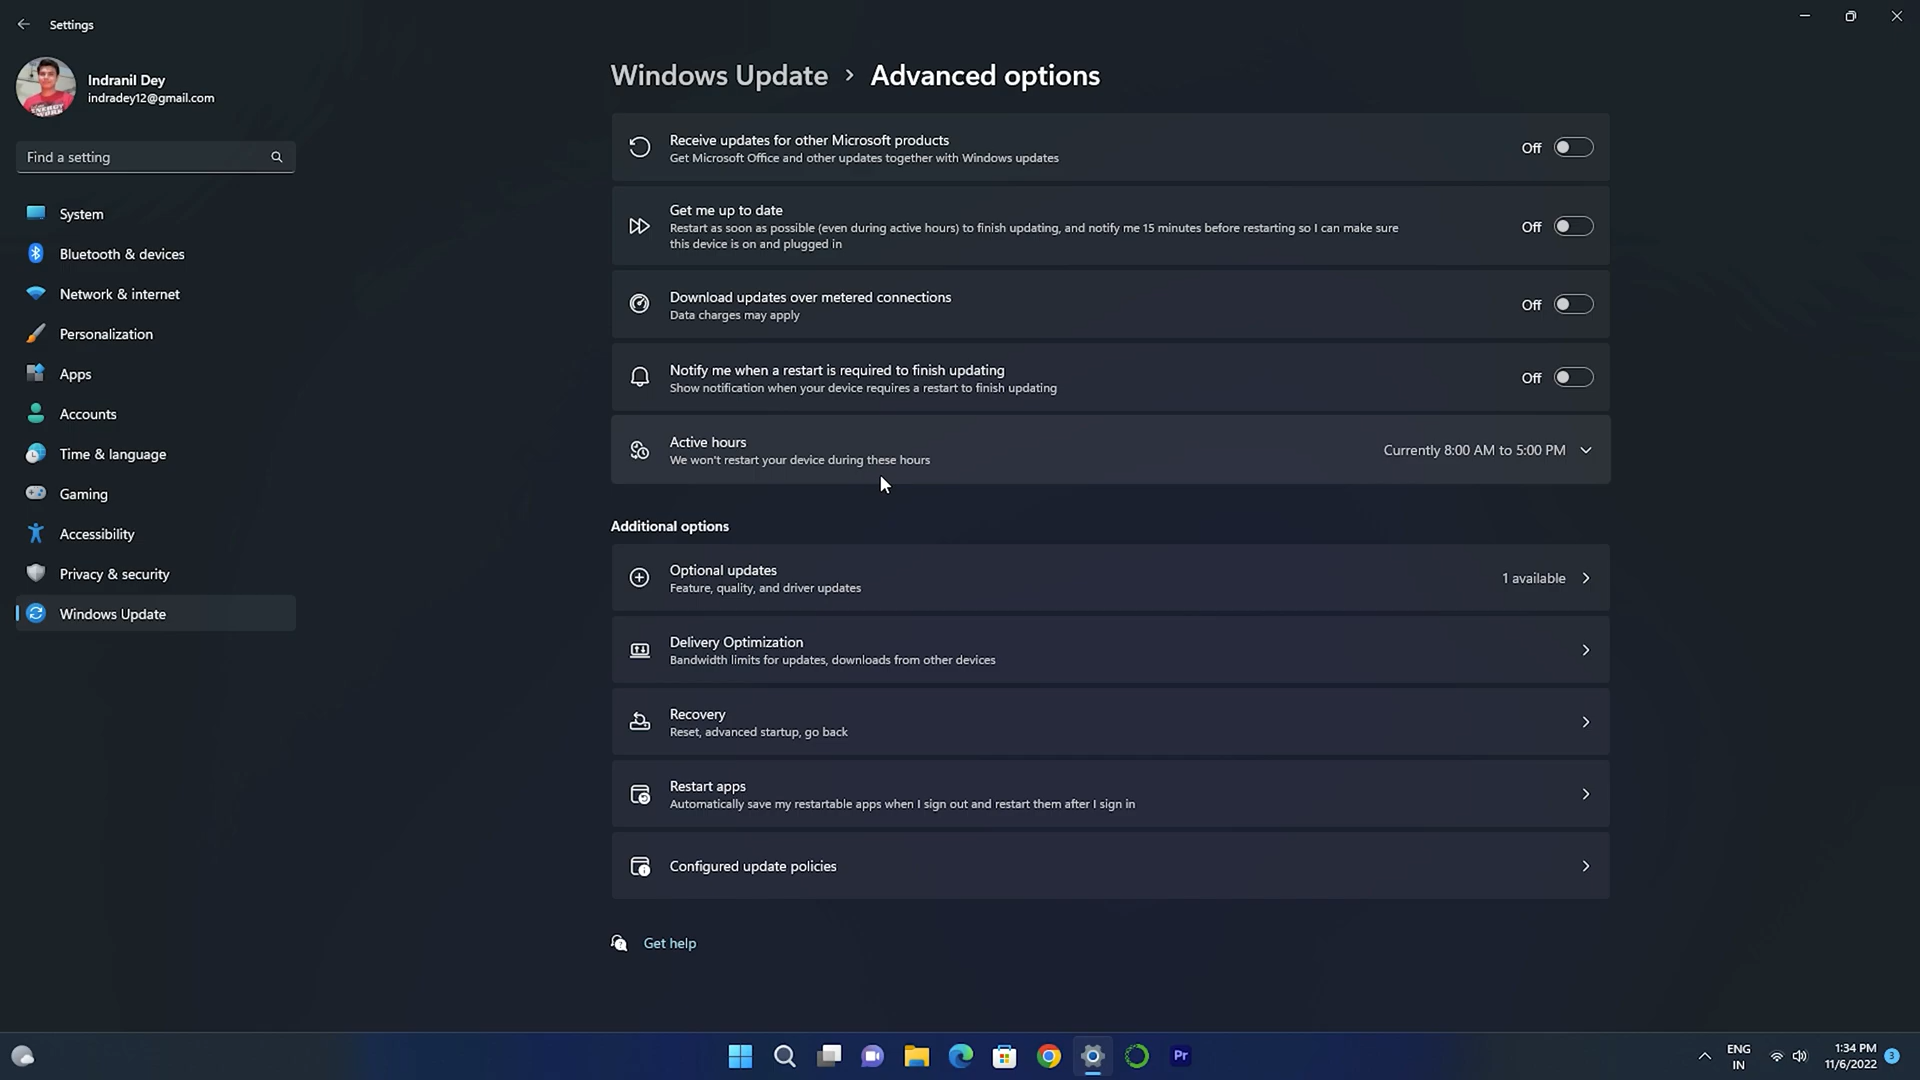 Settings
Indranil Dey
indradey12@gmail.com
Find a setting
System
Bluetooth & devices
Network & internet
Personalization
Apps
Accounts
Time & language
Gaming
Accessibility
Privacy & security
Windows Update
Windows Update > Advanced options
Receive updates for other Microsoft products
Get Microsoft Office and other updates together with Windows updates
Off
Get me up to date
Restart as soon as possible (even during active hours) to finish updating, and notify me 15 minutes before restarting so I can make sure
this device is on and plugged in
Off
Download updates over metered connections
Data charges may apply
Off
Notify me when a restart is required to finish updating
Show notification when your device requires a restart to finish updating
Off
Active hours
We won't restart your device during these hours
Currently 8:00 AM to 5:00 PM
Additional options
Optional updates
Feature, quality, and driver updates
1 available
Delivery Optimization
Bandwidth limits for updates, downloads from other devices
Recovery
Reset, advanced startup, go back
Restart apps
Automatically save my restartable apps when I sign out and restart them after I sign in
Configured update policies
Get help
Pr
ENG
IN
1:34 PM
11/6/2022
3